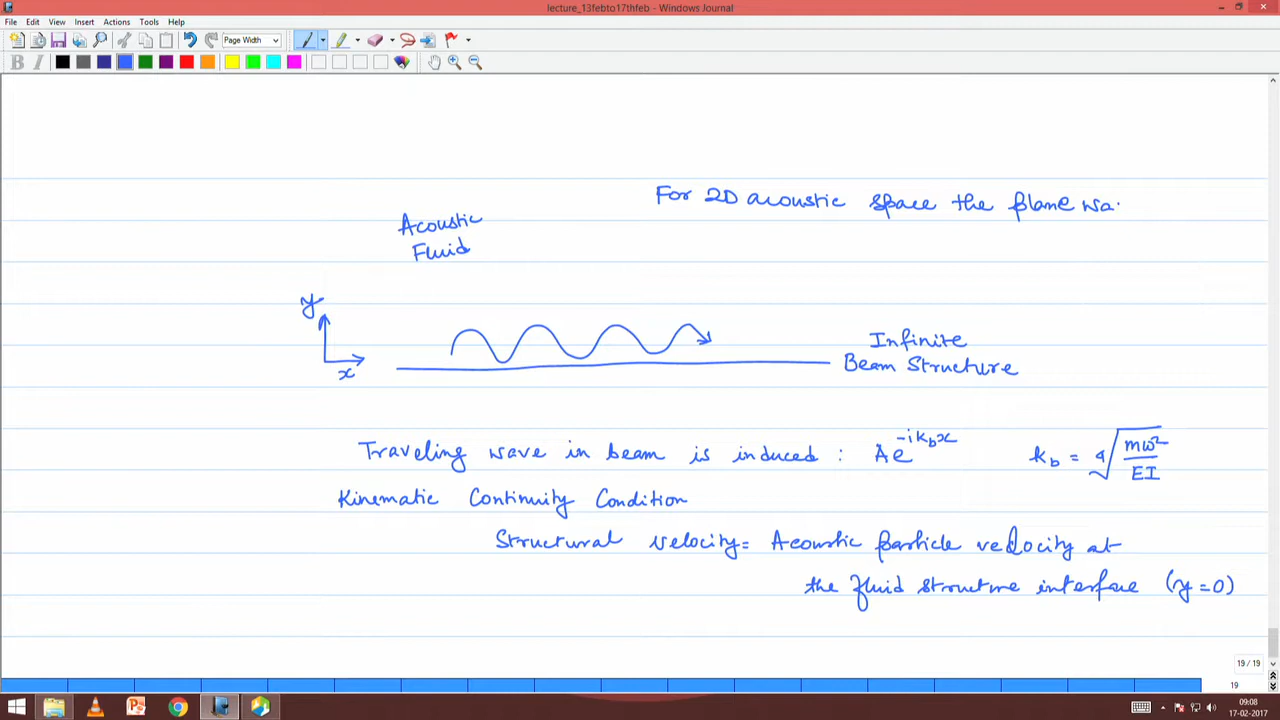 lecture_13febto17thfeb - Windows Journal
File Edit View Insert Actions Tools Help
Page Width
B I
For 2D acoustic space the plane wa
Acoustic
Fluid
y
x
Infinite
Beam Structure
Traveling wave in beam is induced : Ae^{-ik_b x} k_b = ∜(mω²/EI)
Kinematic Continuity Condition
Structural velocity = Acoustic particle velocity at
the fluid structure interface (y=0)
19 / 19
19
09:08
17-02-2017